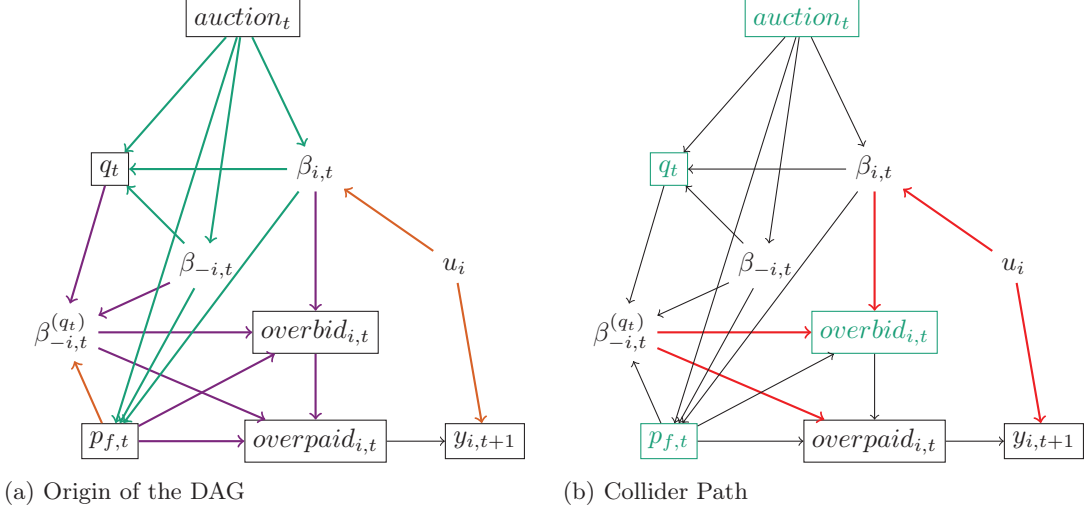 auction_t
auction_t
q_t
β_{i,t}
q_t
β_{i,t}
β_{-i,t}
u_i
β_{-i,t}
u_i
β_{-i,t}^{(q_t)}
overbid_{i,t}
β_{-i,t}^{(q_t)}
overbid_{i,t}
p_{f,t}
overpaid_{i,t}
y_{i,t+1}
p_{f,t}
overpaid_{i,t}
y_{i,t+1}
(a) Origin of the DAG
(b) Collider Path